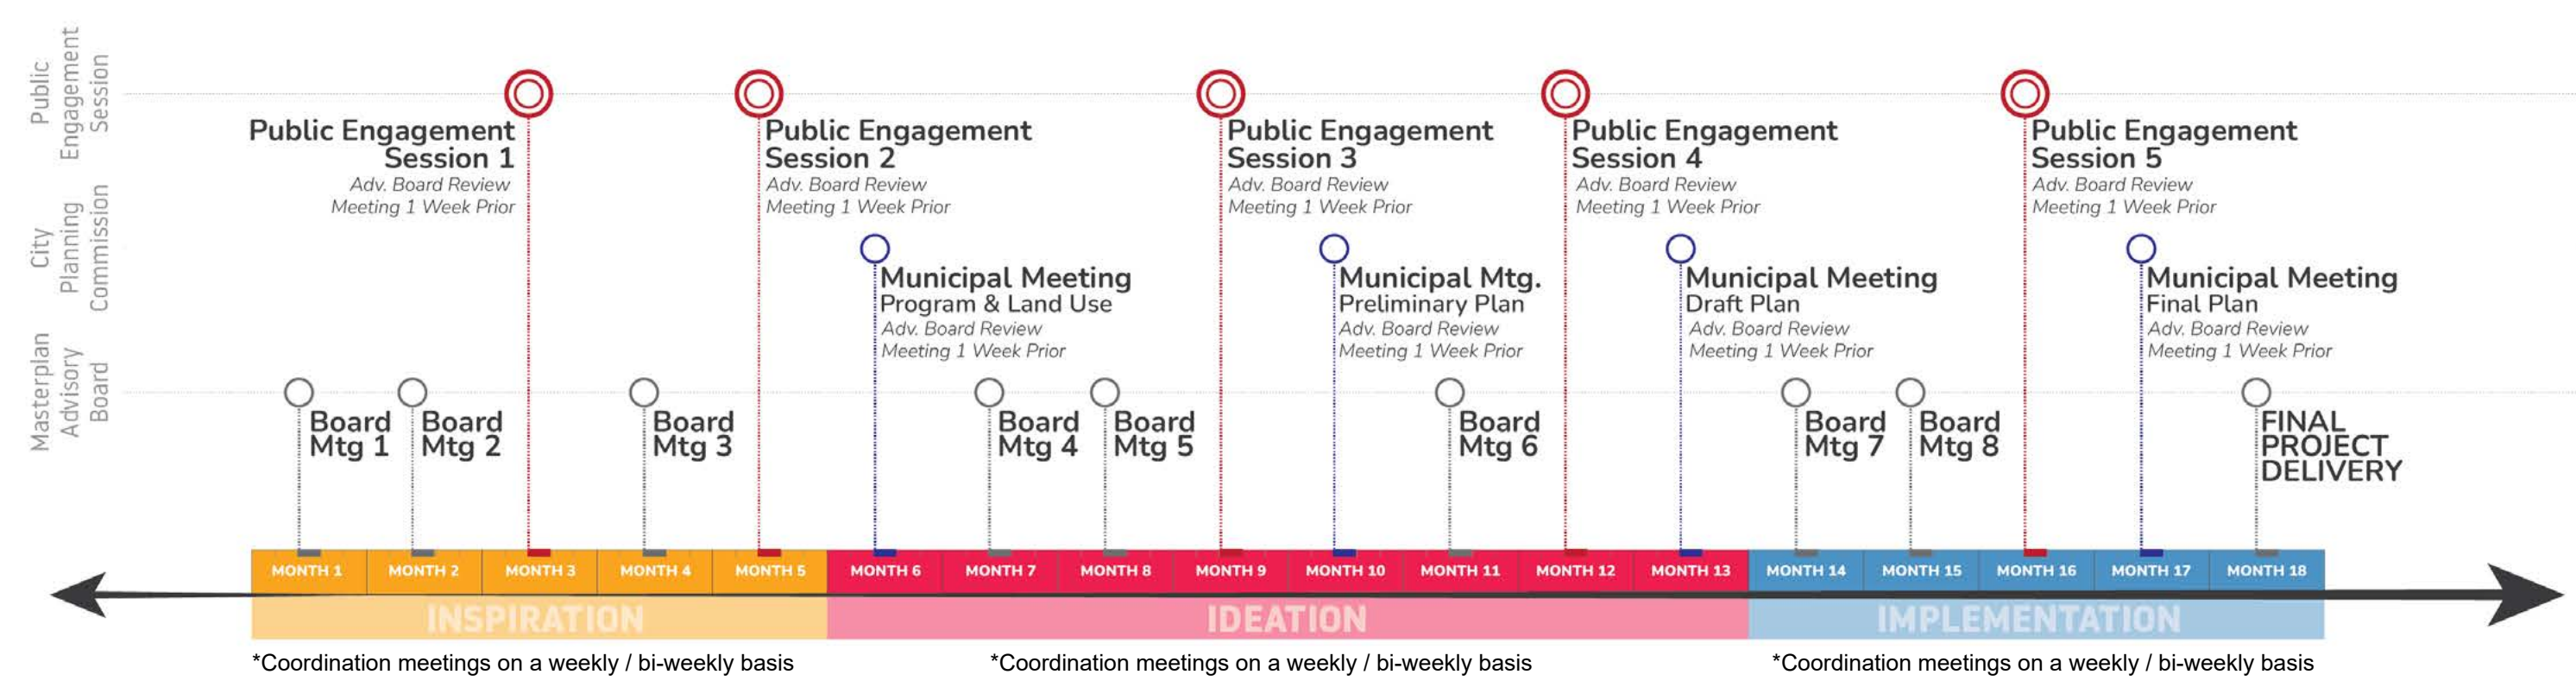 Public
Engagement
Session
City
Planning
Commission
Masterplan
Advisory
Board
Public Engagement
Session 1
Adv. Board Review
Meeting 1 Week Prior
Public Engagement
Session 2
Adv. Board Review
Meeting 1 Week Prior
Public Engagement
Session 3
Adv. Board Review
Meeting 1 Week Prior
Public Engagement
Session 4
Adv. Board Review
Meeting 1 Week Prior
Public Engagement
Session 5
Adv. Board Review
Meeting 1 Week Prior
Municipal Meeting
Program & Land Use
Adv. Board Review
Meeting 1 Week Prior
Municipal Mtg.
Preliminary Plan
Adv. Board Review
Meeting 1 Week Prior
Municipal Meeting
Draft Plan
Adv. Board Review
Meeting 1 Week Prior
Municipal Meeting
Final Plan
Adv. Board Review
Meeting 1 Week Prior
Board
Mtg 1
Board
Mtg 2
Board
Mtg 3
Board
Mtg 4
Board
Mtg 5
Board
Mtg 6
Board
Mtg 7
Board
Mtg 8
FINAL
PROJECT
DELIVERY
MONTH 1
MONTH 2
MONTH 3
MONTH 4
MONTH 5
MONTH 6
MONTH 7
MONTH 8
MONTH 9
MONTH 10
MONTH 11
MONTH 12
MONTH 13
MONTH 14
MONTH 15
MONTH 16
MONTH 17
MONTH 18
INSPIRATION
IDEATION
IMPLEMENTATION
*Coordination meetings on a weekly / bi-weekly basis
*Coordination meetings on a weekly / bi-weekly basis
*Coordination meetings on a weekly / bi-weekly basis